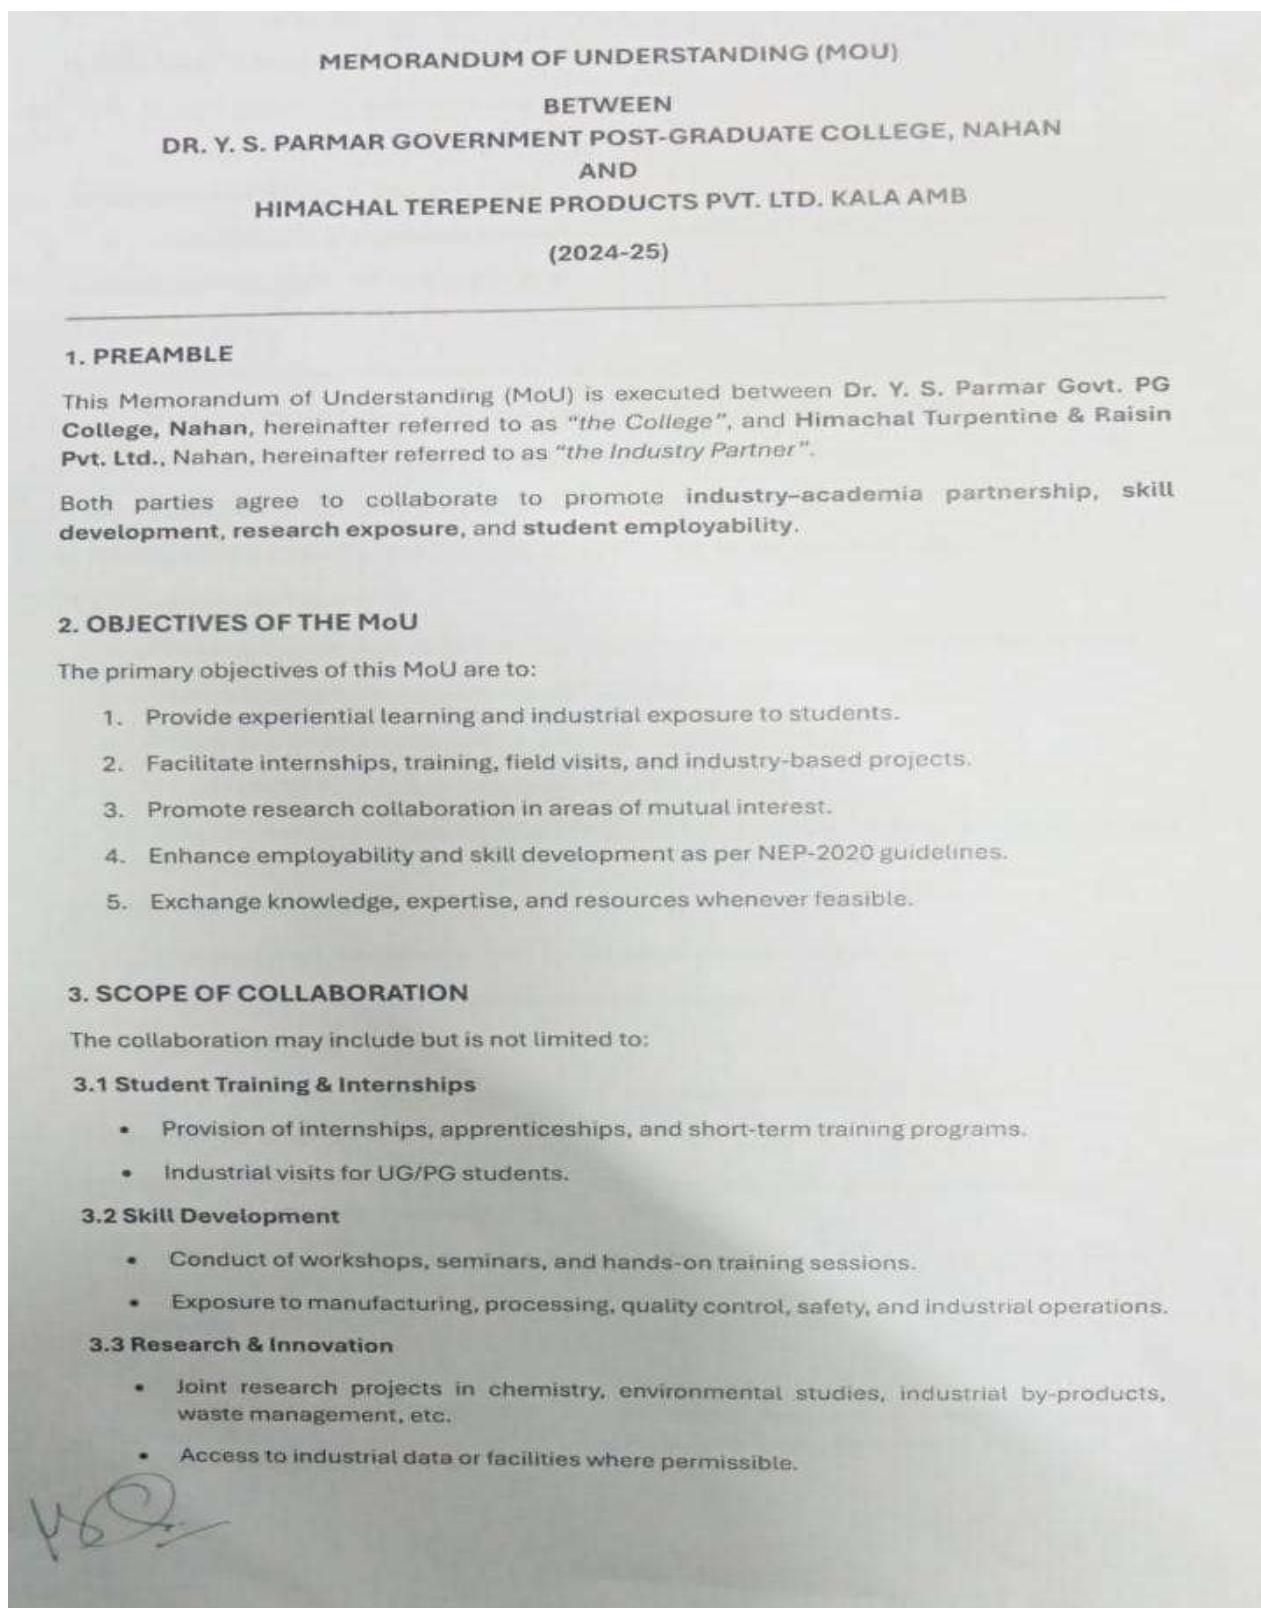 MEMORANDUM OF UNDERSTANDING (MOU)
BETWEEN
DR. Y. S. PARMAR GOVERNMENT POST-GRADUATE COLLEGE, NAHAN
AND
HIMACHAL TEREPENE PRODUCTS PVT. LTD. KALA AMB
(2024-25)
1. PREAMBLE
This Memorandum of Understanding (MoU) is executed between Dr. Y. S. Parmar Govt. PG
College, Nahan, hereinafter referred to as “the College”, and Himachal Turpentine & Raisin
Pvt. Ltd., Nahan, hereinafter referred to as “the Industry Partner”.
Both parties agree to collaborate to promote industry–academia partnership, skill
development, research exposure, and student employability.
2. OBJECTIVES OF THE MoU
The primary objectives of this MoU are to:
1. Provide experiential learning and industrial exposure to students.
2. Facilitate internships, training, field visits, and industry-based projects.
3. Promote research collaboration in areas of mutual interest.
4. Enhance employability and skill development as per NEP-2020 guidelines.
5. Exchange knowledge, expertise, and resources whenever feasible.
3. SCOPE OF COLLABORATION
The collaboration may include but is not limited to:
3.1 Student Training & Internships
• Provision of internships, apprenticeships, and short-term training programs.
• Industrial visits for UG/PG students.
3.2 Skill Development
• Conduct of workshops, seminars, and hands-on training sessions.
• Exposure to manufacturing, processing, quality control, safety, and industrial operations.
3.3 Research & Innovation
• Joint research projects in chemistry, environmental studies, industrial by-products,
waste management, etc.
• Access to industrial data or facilities where permissible.